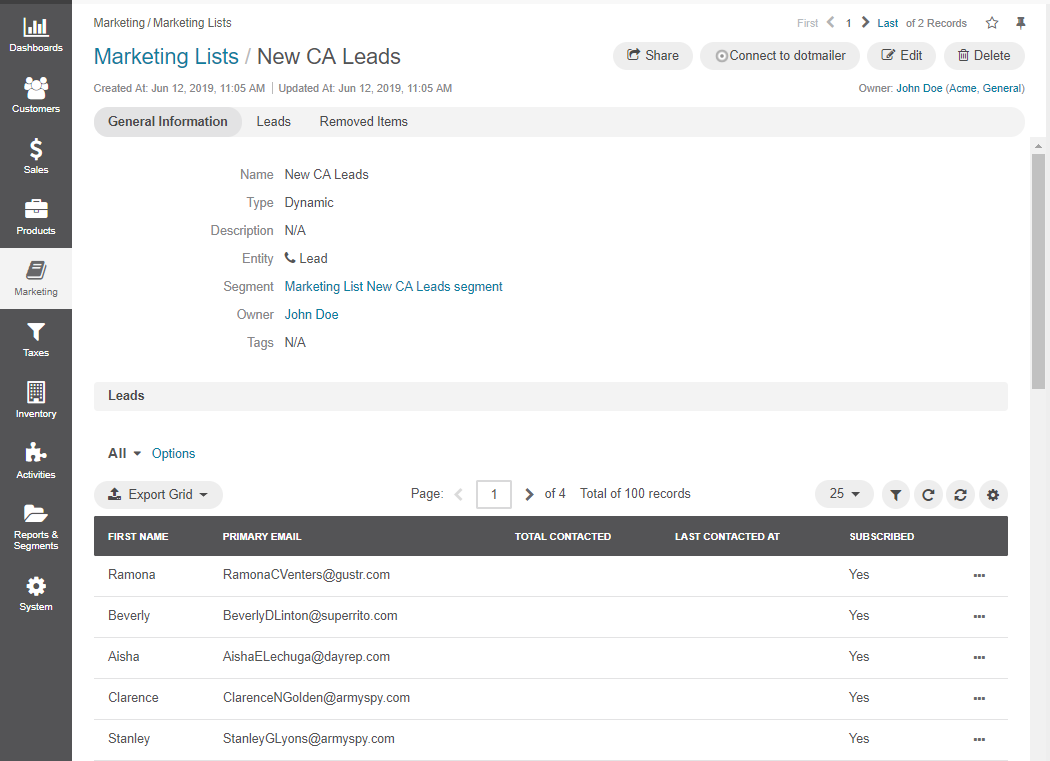 Dashboards
Customers
Sales
Products
Marketing
Taxes
Inventory
Activities
Reports &
Segments
System
Marketing / Marketing Lists
First 1 Last of 2 Records
Marketing Lists / New CA Leads
Share Connect to dotmailer Edit Delete
Created At: Jun 12, 2019, 11:05 AM Updated At: Jun 12, 2019, 11:05 AM
Owner: John Doe (Acme, General)
General Information Leads Removed Items
Name New CA Leads
Type Dynamic
Description N/A
Entity Lead
Segment Marketing List New CA Leads segment
Owner John Doe
Tags N/A
Leads
All Options
Export Grid Page: 1 of 4 Total of 100 records 25
FIRST NAME PRIMARY EMAIL TOTAL CONTACTED LAST CONTACTED AT SUBSCRIBED
Ramona RamonaCVenters@gustr.com Yes
Beverly BeverlyDLinton@superrito.com Yes
Aisha AishaELechuga@dayrep.com Yes
Clarence ClarenceNGolden@armyspy.com Yes
Stanley StanleyGLyons@armyspy.com Yes